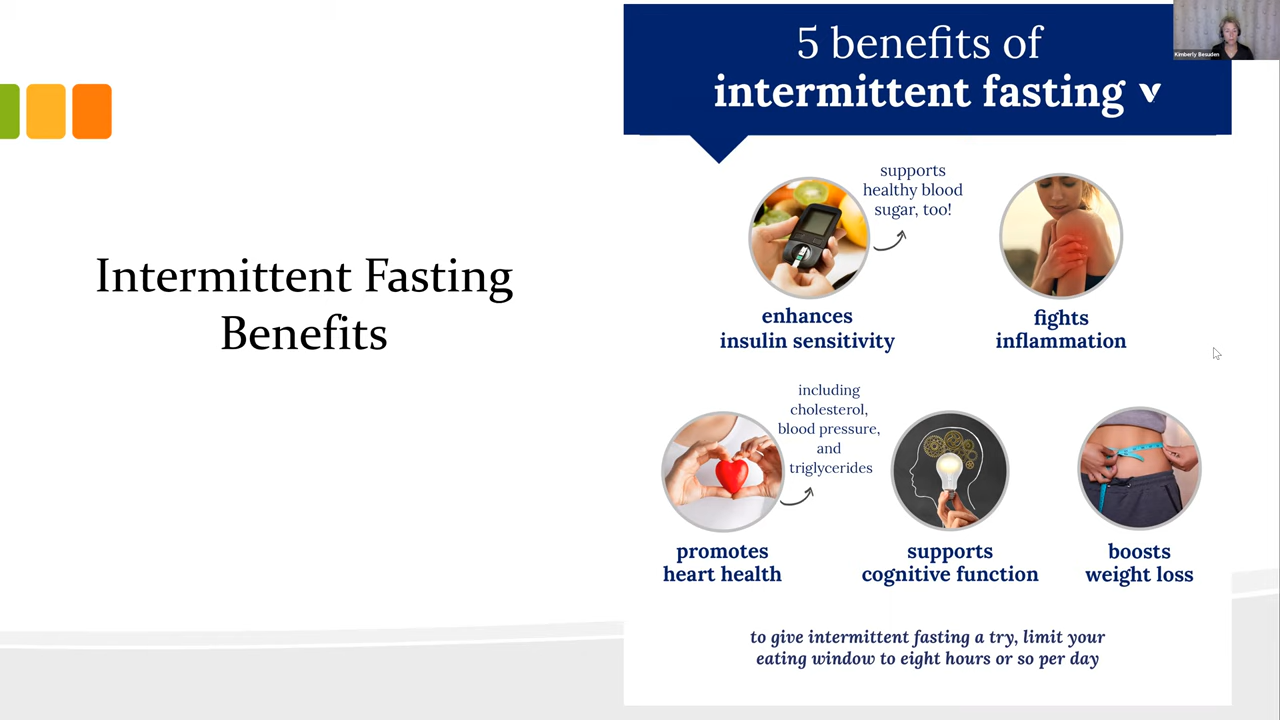 5 benefits of
intermittent fasting
Kimberly Besuden
Intermittent Fasting
Benefits
supports
healthy blood
sugar, too!
enhances
insulin sensitivity
fights
inflammation
including
cholesterol,
blood pressure,
and
triglycerides
promotes
heart health
supports
cognitive function
boosts
weight loss
to give intermittent fasting a try, limit your
eating window to eight hours or so per day